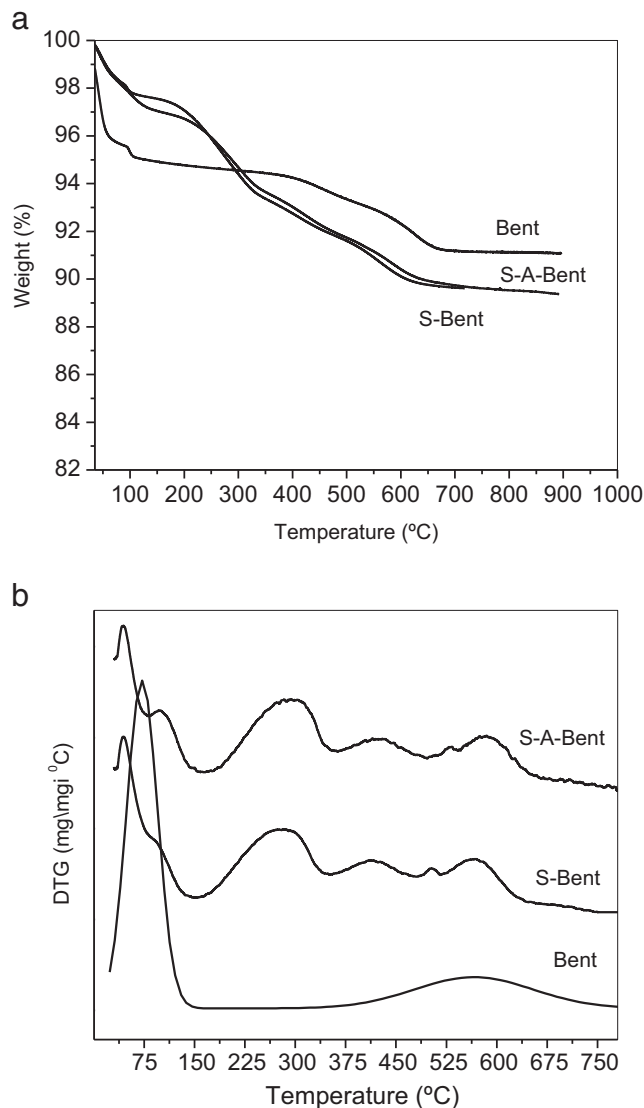 a
100
98
96
94
92
90
88
86
84
82
Weight (%)
Bent
S-A-Bent
S-Bent
100 200 300 400 500 600 700 800 900 1000
Temperature (ºC)
b
DTG (mg\mgi ⁰C)
S-A-Bent
S-Bent
Bent
75 150 225 300 375 450 525 600 675 750
Temperature (ºC)